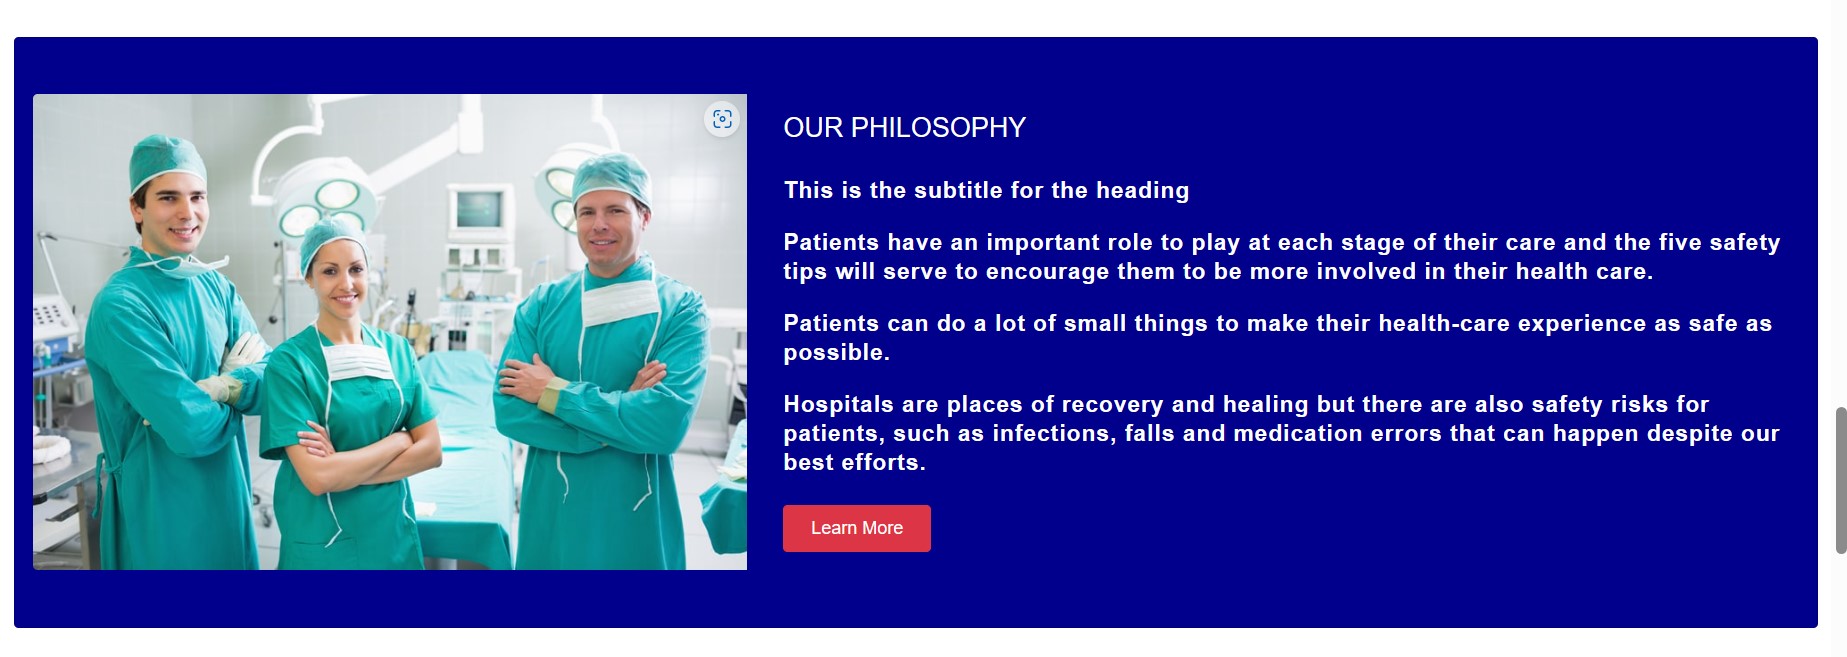 OUR PHILOSOPHY
This is the subtitle for the heading
Patients have an important role to play at each stage of their care and the five safety
tips will serve to encourage them to be more involved in their health care.
Patients can do a lot of small things to make their health-care experience as safe as
possible.
Hospitals are places of recovery and healing but there are also safety risks for
patients, such as infections, falls and medication errors that can happen despite our
best efforts.
Learn More